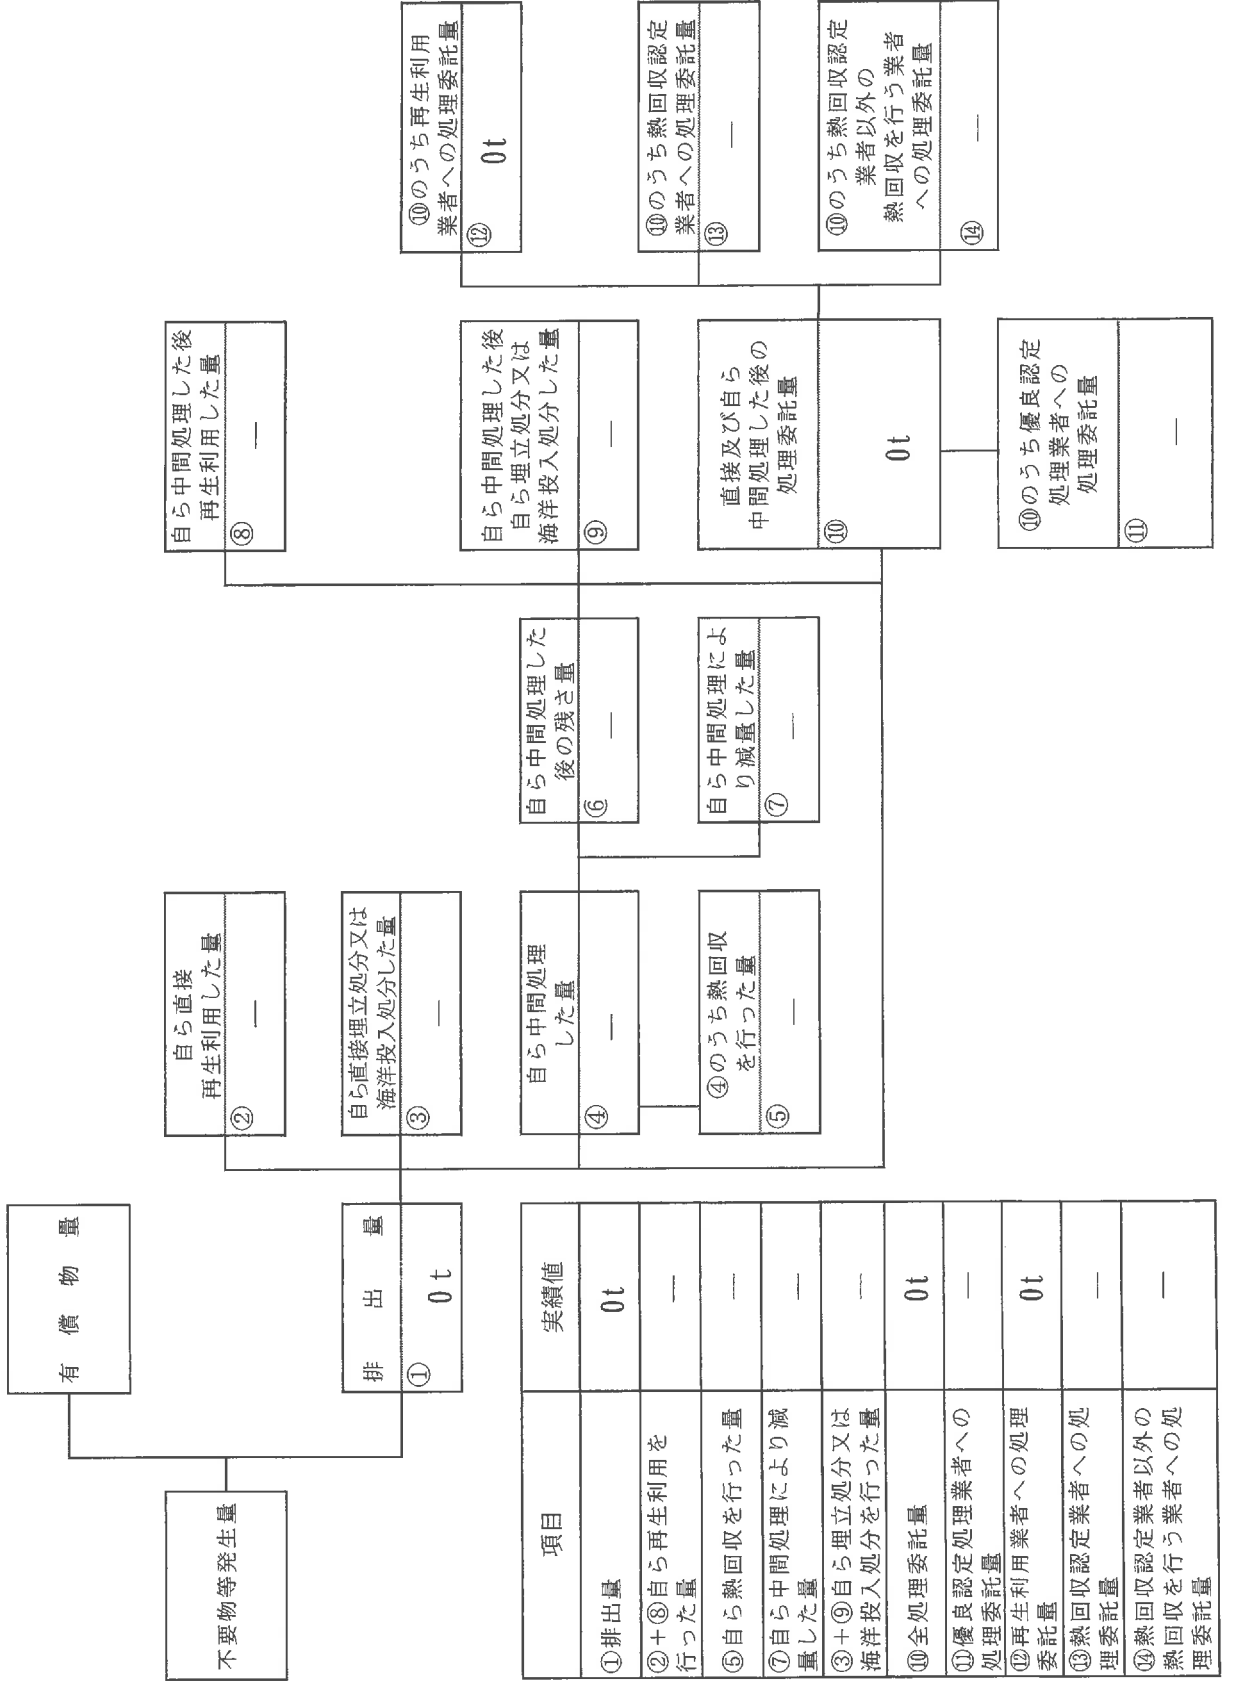 有償物量
不要物等発生量
排出量
①
0 t
自ら直接
再生利用した量
②
—
自ら直接埋立処分又は
海洋投入処分した量
③
—
自ら中間処理
した量
④
—
④のうち熱回収
を行った量
⑤
—
自ら中間処理した
後の残さ量
⑥
—
自ら中間処理によ
り減量した量
⑦
—
自ら中間処理した後
再生利用した量
⑧
—
自ら中間処理した後
自ら埋立処分又は
海洋投入処分した量
⑨
—
直接及び自ら
中間処理した後の
処理委託量
⑩
0t
⑩のうち優良認定
処理業者への
処理委託量
⑪
—
⑩のうち再生利用
業者への処理委託量
⑫
0t
⑩のうち熱回収認定
業者への処理委託量
⑬
—
⑩のうち熱回収認定
業者以外の
熱回収を行う業者
への処理委託量
⑭
—
項目 実績値
①排出量 0t
②+⑧自ら再生利用を
行った量 —
⑤自ら熱回収を行った量 —
⑦自ら中間処理により減
量した量 —
③+⑨自ら埋立処分又は
海洋投入処分を行った量 —
⑩全処理委託量 0t
⑪優良認定処理業者への
処理委託量 —
⑫再生利用業者への処理
委託量 0t
⑬熱回収認定業者への処
理委託量 —
⑭熱回収認定業者以外の
熱回収を行う業者への処
理委託量 —